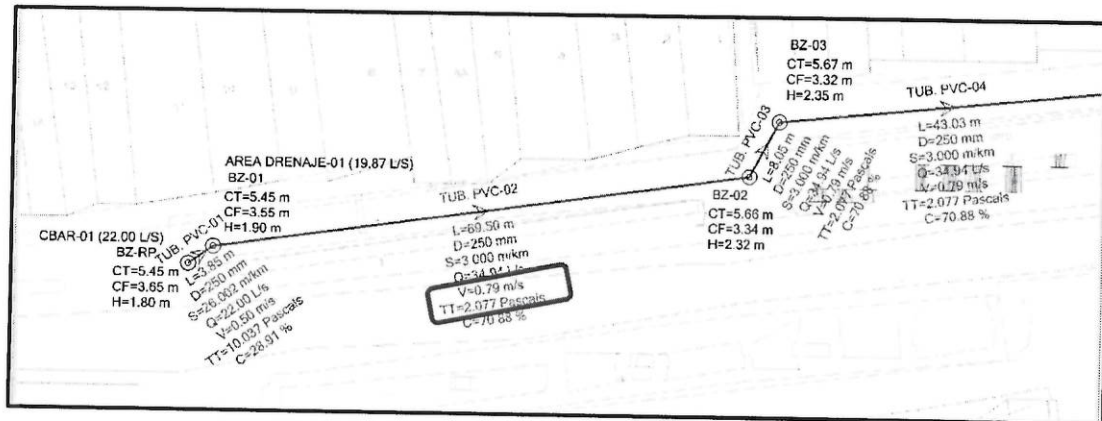 CBAR-01 (22.00 L/S)
BZ-RP
CT=5.45 m
CF=3.65 m
H=1.80 m
TUB. PVC-01
L=3.85 m
D=250 mm
S=26.002 m/km
Q=22.00 L/s
V=0.50 m/s
TT=10.037 Pascals
C=28.91 %
AREA DRENAJE-01 (19.87 L/S)
BZ-01
CT=5.45 m
CF=3.55 m
H=1.90 m
TUB. PVC-02
L=69.50 m
D=250 mm
S=3.000 m/km
Q=34.94 L/s
V=0.79 m/s
TT=2.077 Pascals
C=70.88 %
BZ-02
CT=5.66 m
CF=3.34 m
H=2.32 m
TUB. PVC-03
L=8.05 m
D=250 mm
S=3.000 m/km
Q=34.94 L/s
V=0.79 m/s
TT=2.077 Pascals
C=70.88 %
BZ-03
CT=5.67 m
CF=3.32 m
H=2.35 m
TUB. PVC-04
L=43.03 m
D=250 mm
S=3.000 m/km
Q=34.94 L/s
V=0.79 m/s
TT=2.077 Pascals
C=70.88 %